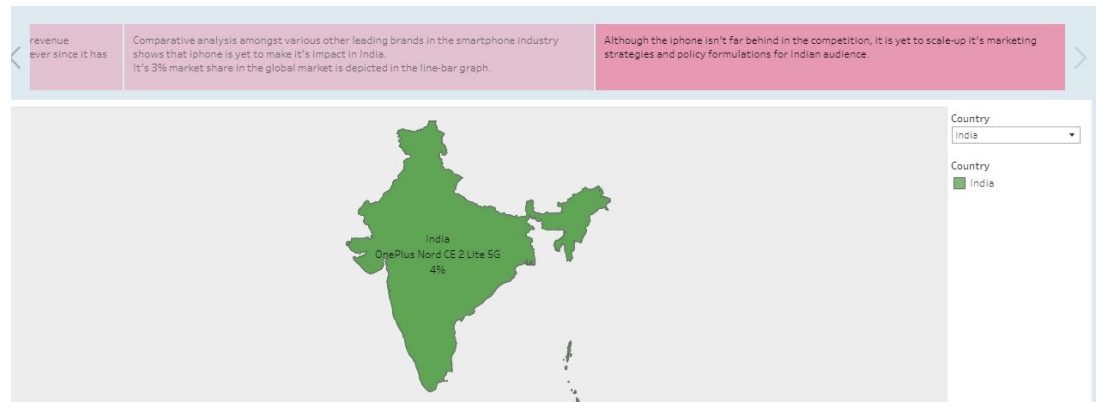 revenue
ever since it has
Comparative analysis amongst various other leading brands in the smartphone industry
shows that iphone is yet to make it's impact in India.
It's 3% market share in the global market is depicted in the line-bar graph.
Although the iphone isn't far behind in the competition, it is yet to scale-up it's marketing
strategies and policy formulations for Indian audience.
Country
India
Country
India
India
OnePlus Nord CE 2 Lite 5G
4%